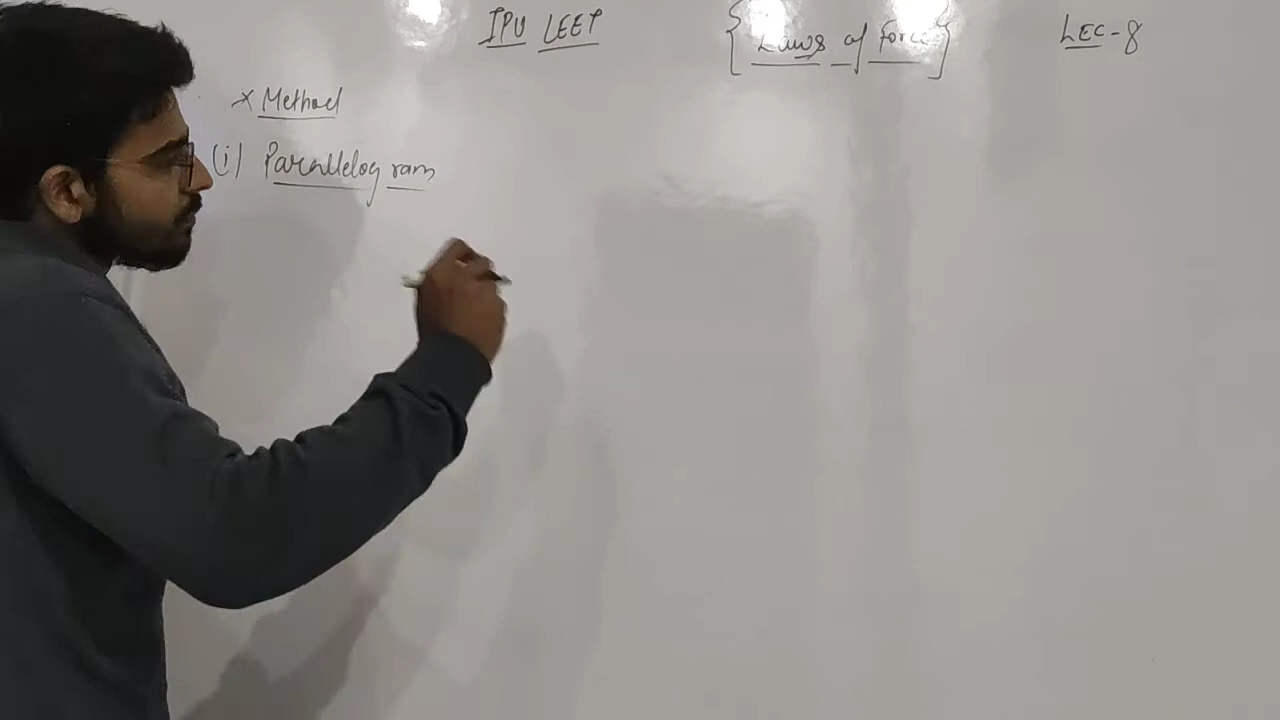 IPU LEET
{Laws of Force}
LEC-8
* Method
(i) Parallelogram